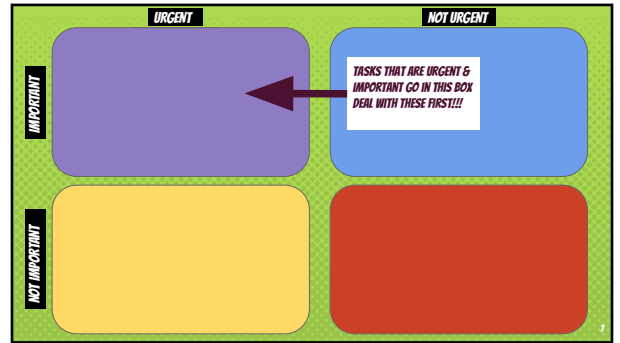 URGENT
NOT URGENT
IMPORTANT
TASKS THAT ARE URGENT &
IMPORTANT GO IN THIS BOX
DEAL WITH THESE FIRST!!!
NOT IMPORTANT
7